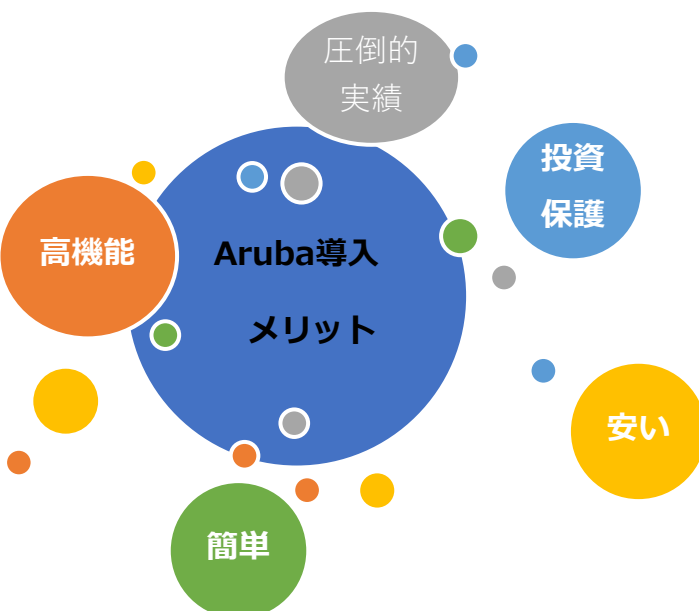 圧倒的
実績
投資
保護
高機能
Aruba導入
メリット
安い
簡単